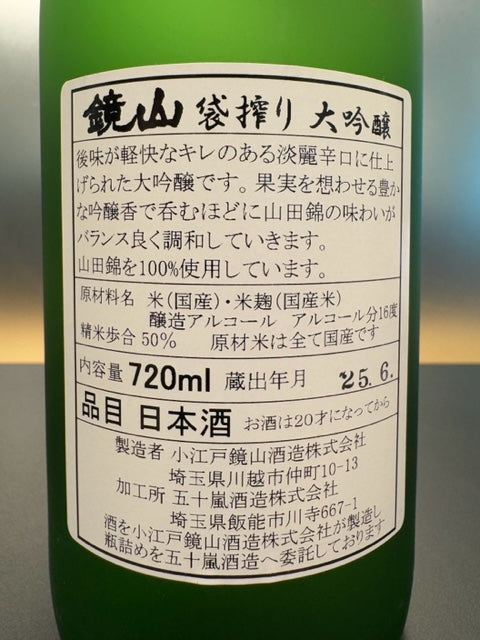 鏡山 袋搾り 大吟醸
後味が軽快なキレのある淡麗辛口に仕上
げられた大吟醸です。果実を想わせる豊か
な吟醸香で呑むほどに山田錦の味わいが
バランス良く調和していきます。
山田錦を100%使用しています。
原材料名 米(国産)・米麹(国産米)
醸造アルコール アルコール分16度
精米歩合 50% 原材米は全て国産です
内容量 720ml 蔵出年月 25.6.
品目 日本酒 お酒は20才になってから
製造者 小江戸鏡山酒造株式会社
埼玉県川越市仲町10-13
加工所 五十嵐酒造株式会社
埼玉県飯能市川寺667-1
酒を小江戸鏡山酒造株式会社が製造し
瓶詰めを五十嵐酒造へ委託しております